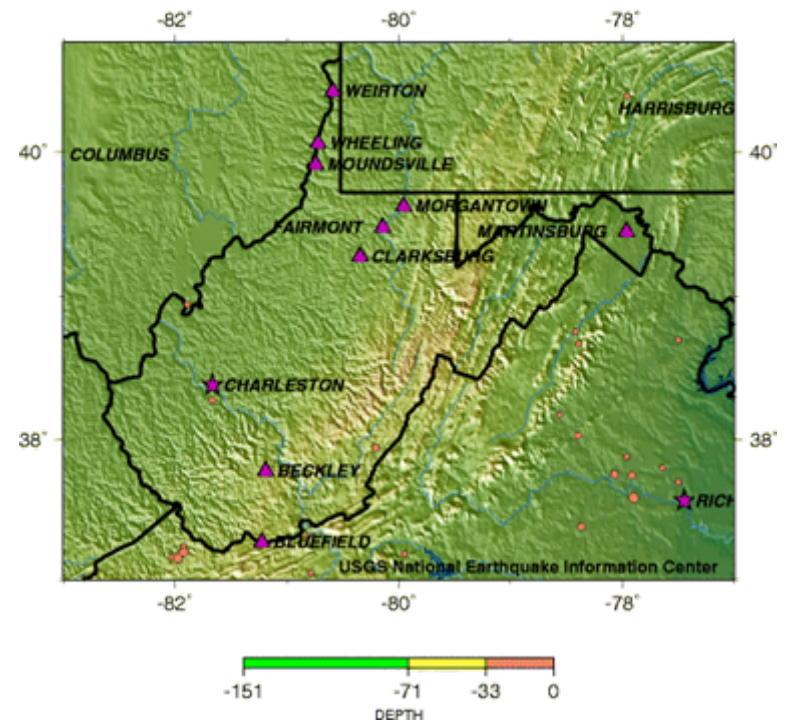 -82° -80° -78°
WEIRTON
HARRISBURG
40° COLUMBUS WHEELING 40°
MOUNDSVILLE
MORGANTOWN
FAIRMONT MARTINSBURG
CLARKSBURG
CHARLESTON
38° 38°
BECKLEY
RICH
BLUEFIELD
USGS National Earthquake Information Center
-82° -80° -78°
-151 -71 -33 0
DEPTH